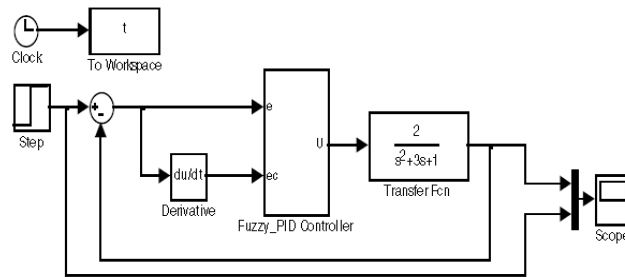 t
Clock
To Workspace
Step
+
-
e
ec
U
du/dt
Derivative
Fuzzy_PID Controller
2
s²+3s+1
Transfer Fcn
Scope